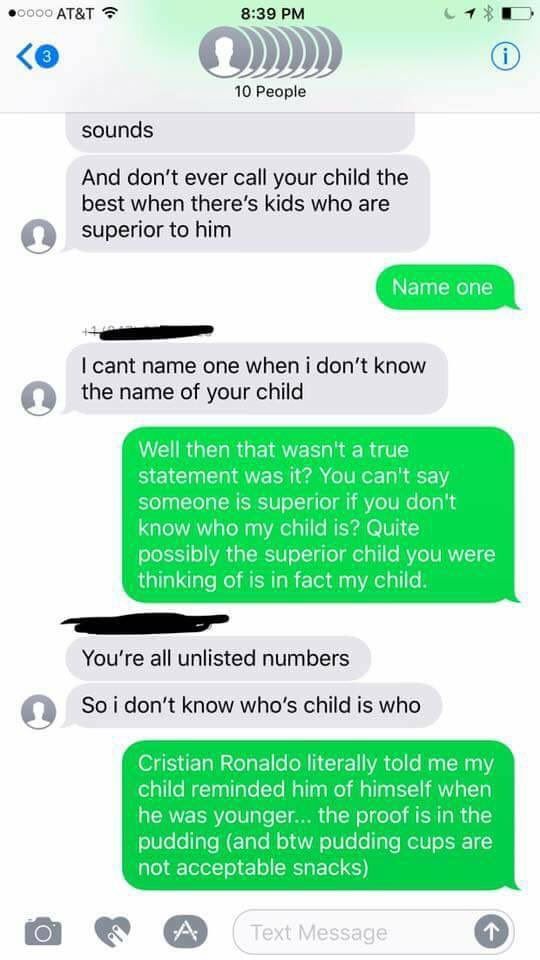 AT&T 8:39 PM
3
10 People
sounds
And don't ever call your child the
best when there's kids who are
superior to him
Name one
I cant name one when i don't know
the name of your child
Well then that wasn't a true
statement was it? You can't say
someone is superior if you don't
know who my child is? Quite
possibly the superior child you were
thinking of is in fact my child.
You're all unlisted numbers
So i don't know who's child is who
Cristian Ronaldo literally told me my
child reminded him of himself when
he was younger... the proof is in the
pudding (and btw pudding cups are
not acceptable snacks)
Text Message